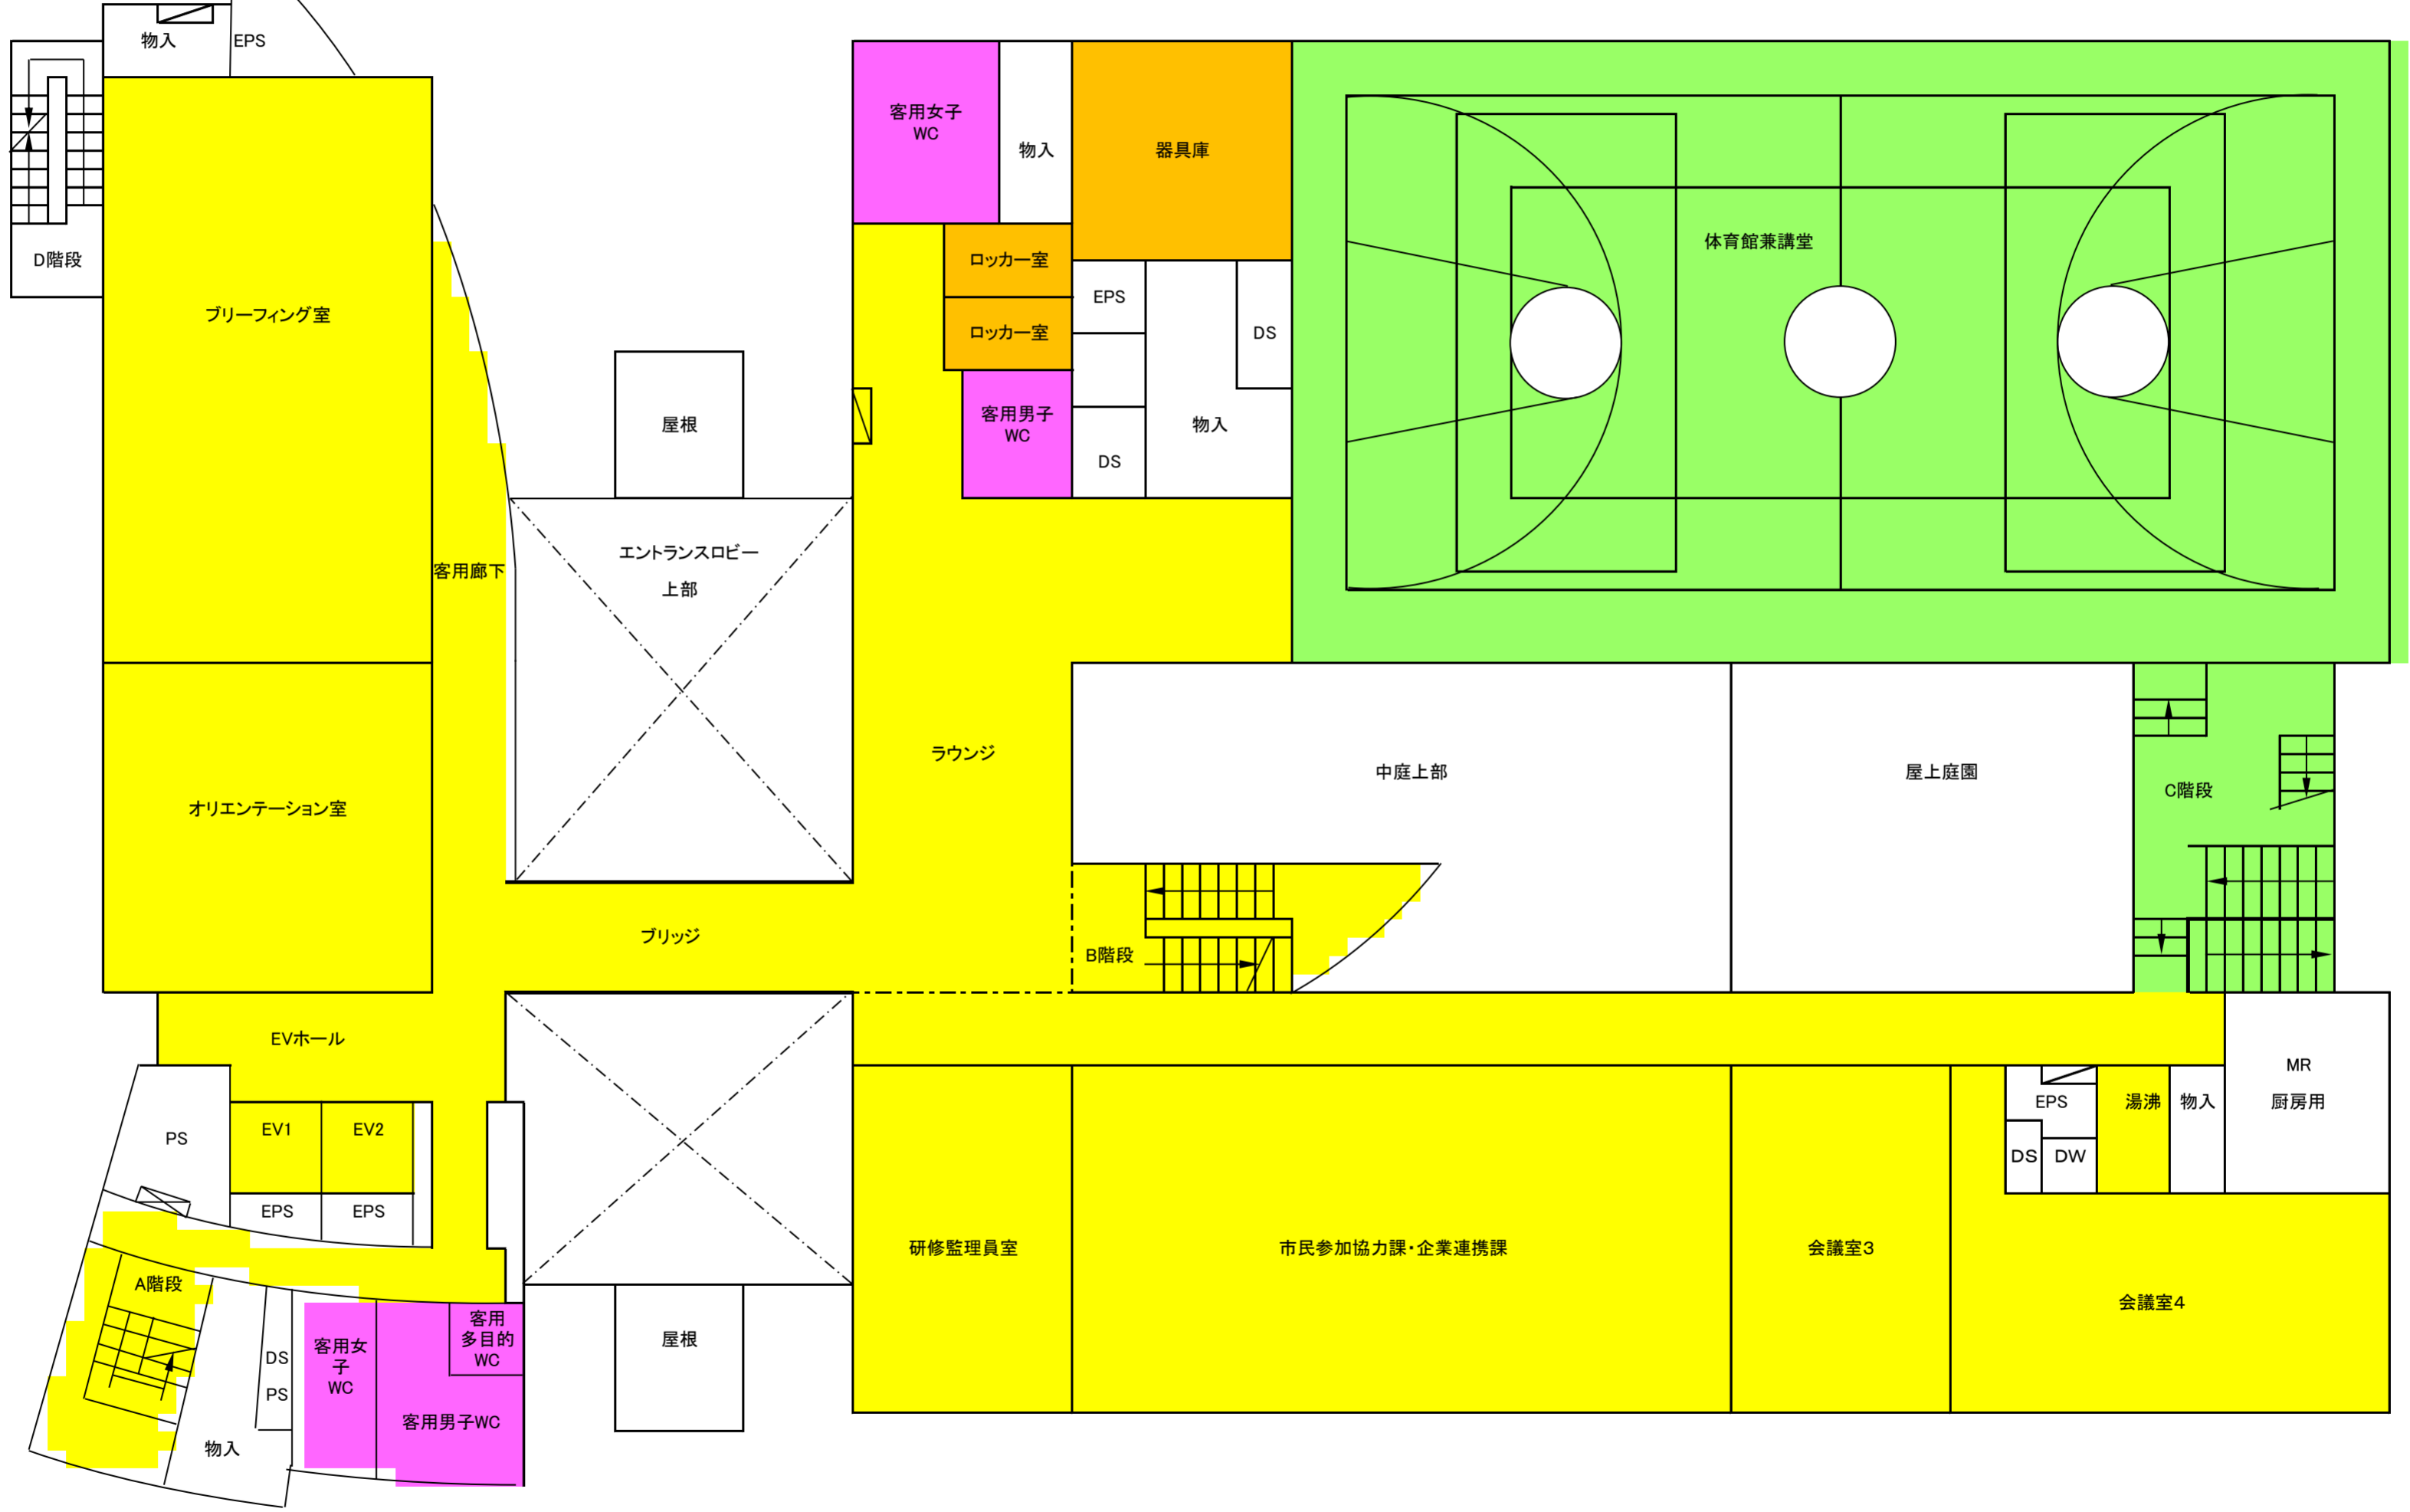 物入
EPS
D階段
ブリーフィング室
客用廊下
オリエンテーション室
屋根
エントランスロビー
上部
客用女子
WC
物入
器具庫
ロッカー室
ロッカー室
客用男子
WC
EPS
DS
DS
物入
体育館兼講堂
ラウンジ
中庭上部
屋上庭園
C階段
B階段
ブリッジ
EVホール
PS
EV1
EV2
EPS
EPS
A階段
DS
PS
物入
客用女
子
WC
客用
多目的
WC
客用男子WC
屋根
研修監理員室
市民参加協力課・企業連携課
会議室3
会議室4
EPS
DS
DW
湯沸
物入
MR
厨房用